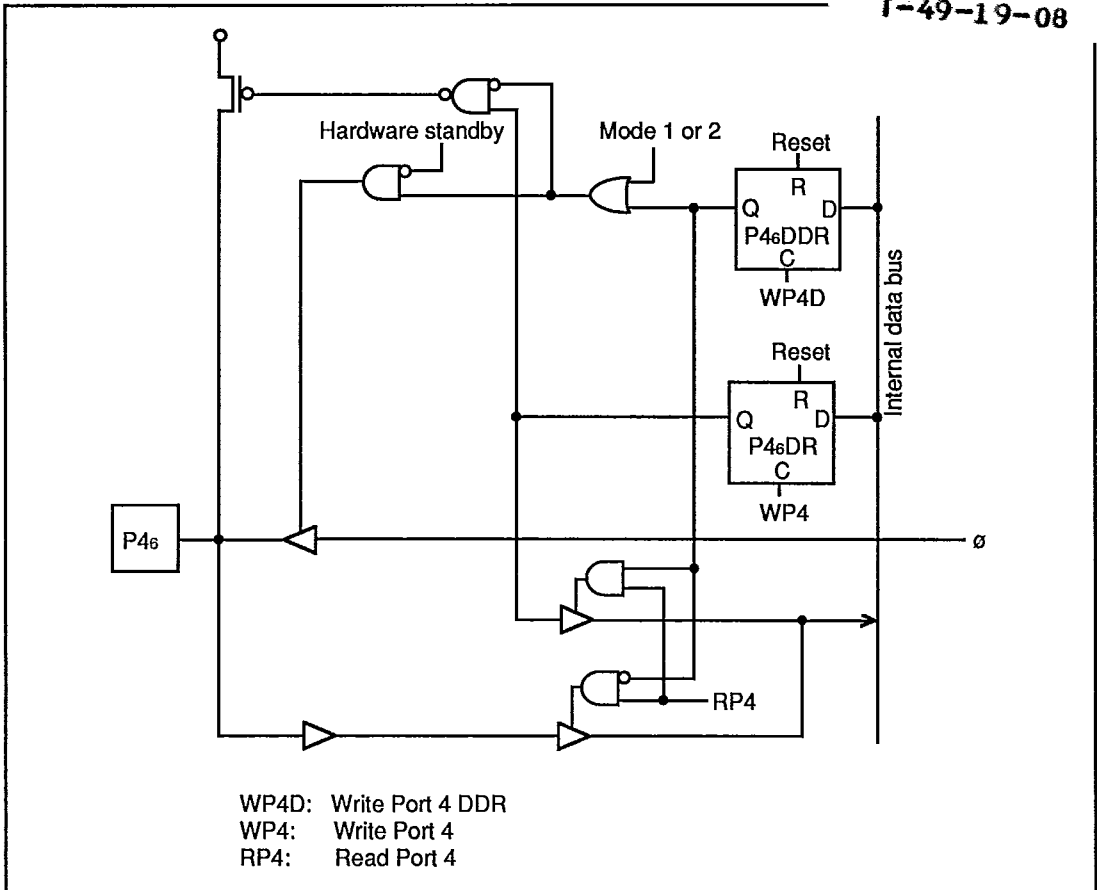 T-49-19-08
Hardware standby
Mode 1 or 2
Reset
R
Q D
P46DDR
C
WP4D
Internal data bus
Reset
R
Q D
P46DR
C
WP4
P46
ø
RP4
WP4D: Write Port 4 DDR
WP4: Write Port 4
RP4: Read Port 4